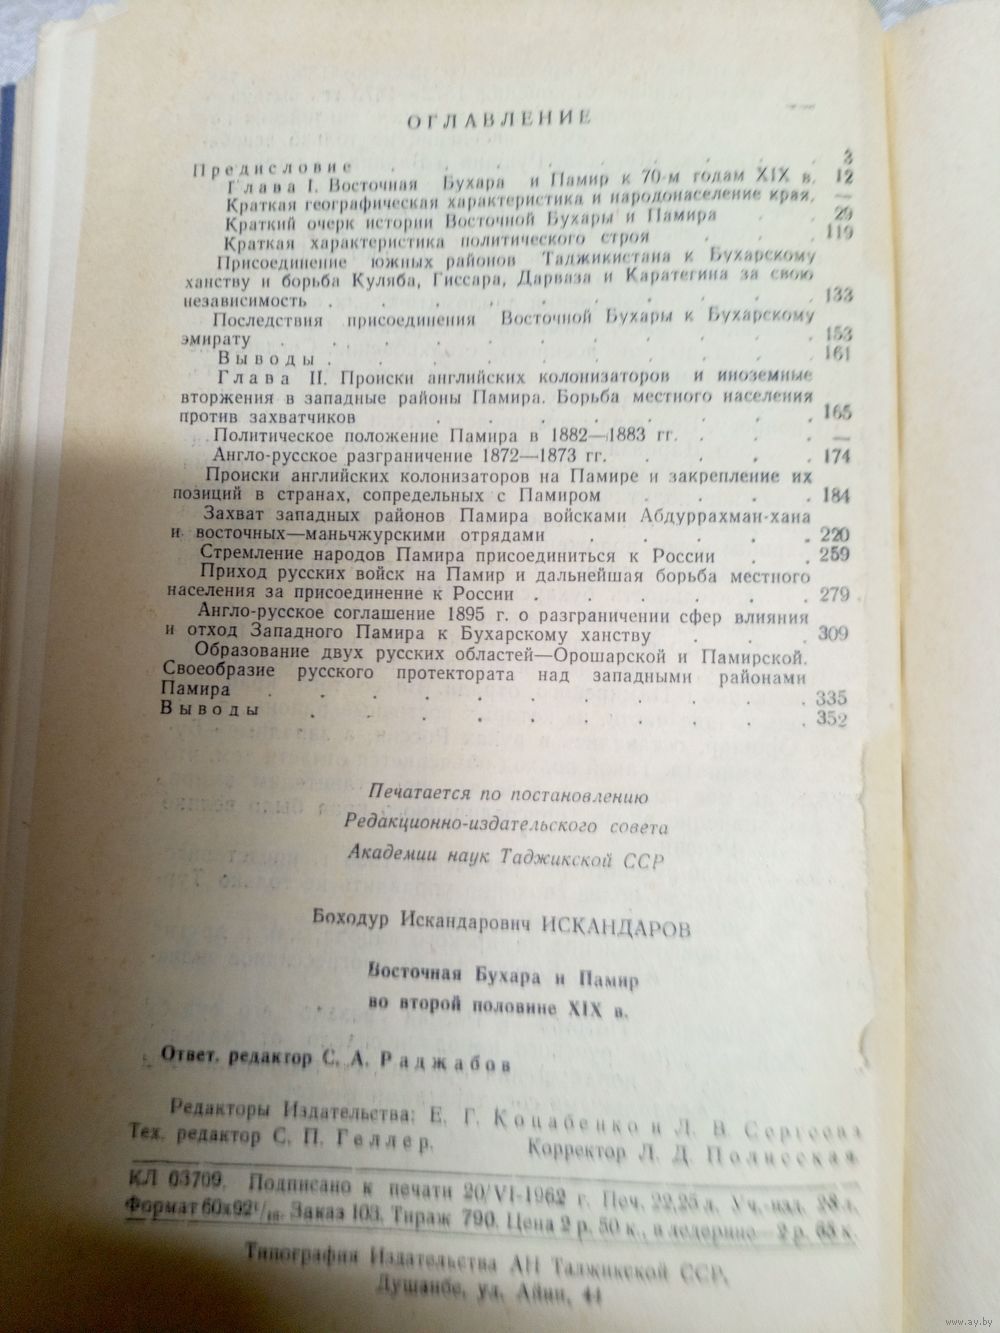 ОГЛАВЛЕНИЕ
Предисловие . . . . . . . . . 3
Глава I. Восточная Бухара и Памир к 70-м годам XIX в. 12
Краткая географическая характеристика и народонаселение края. —
Краткий очерк истории Восточной Бухары и Памира . . 29
Краткая характеристика политического строя . . . 119
Присоединение южных районов Таджикистана к Бухарскому
ханству и борьба Куляба, Гиссара, Дарваза и Каратегина за свою
независимость . . . . . . . . . . 133
Последствия присоединения Восточной Бухары к Бухарскому
эмирату . . . . . . . . . . . 153
Выводы . . . . . . . . . . 161
Глава II. Происки английских колонизаторов и иноземные
вторжения в западные районы Памира. Борьба местного населения
против захватчиков . . . . . . . . 165
Политическое положение Памира в 1882—1883 гг. . . . —
Англо-русское разграничение 1872—1873 гг. . . . . 174
Происки английских колонизаторов на Памире и закрепление их
позиций в странах, сопредельных с Памиром . . . . 184
Захват западных районов Памира войсками Абдуррахман-хана
и восточных—маньчжурскими отрядами . . . . . 220
Стремление народов Памира присоединиться к России . . 259
Приход русских войск на Памир и дальнейшая борьба местного
населения за присоединение к России . . . . . . . 279
Англо-русское соглашение 1895 г. о разграничении сфер влияния
и отход Западного Памира к Бухарскому ханству . . . 309
Образование двух русских областей—Орошарской и Памирской.
Своеобразие русского протектората над западными районами
Памира . . . . . . . . . . . 335
Выводы . . . . . . . . . . 352
Печатается по постановлению
Редакционно-издательского совета
Академии наук Таджикской ССР
Боходур Искандарович ИСКАНДАРОВ
Восточная Бухара и Памир
во второй половине XIX в.
Ответ. редактор С. А. Раджабов
Редакторы Издательства: Е. Г. Коцабенко и Л. В. Сергеева
Тех. редактор С. П. Геллер. Корректор Л. Д. Полисская
КЛ 03709. Подписано к печати 20/VI-1962 г. Печ. 22,25 л. Уч.-изд. 28 л.
Формат 60х92 1/16. Заказ 103. Тираж 790. Цена 2 р. 50 к., в ледерине—2 р. 65 к.
Типография Издательства АН Таджикской ССР,
Душанбе, ул. Айни, 44
www.ay.by